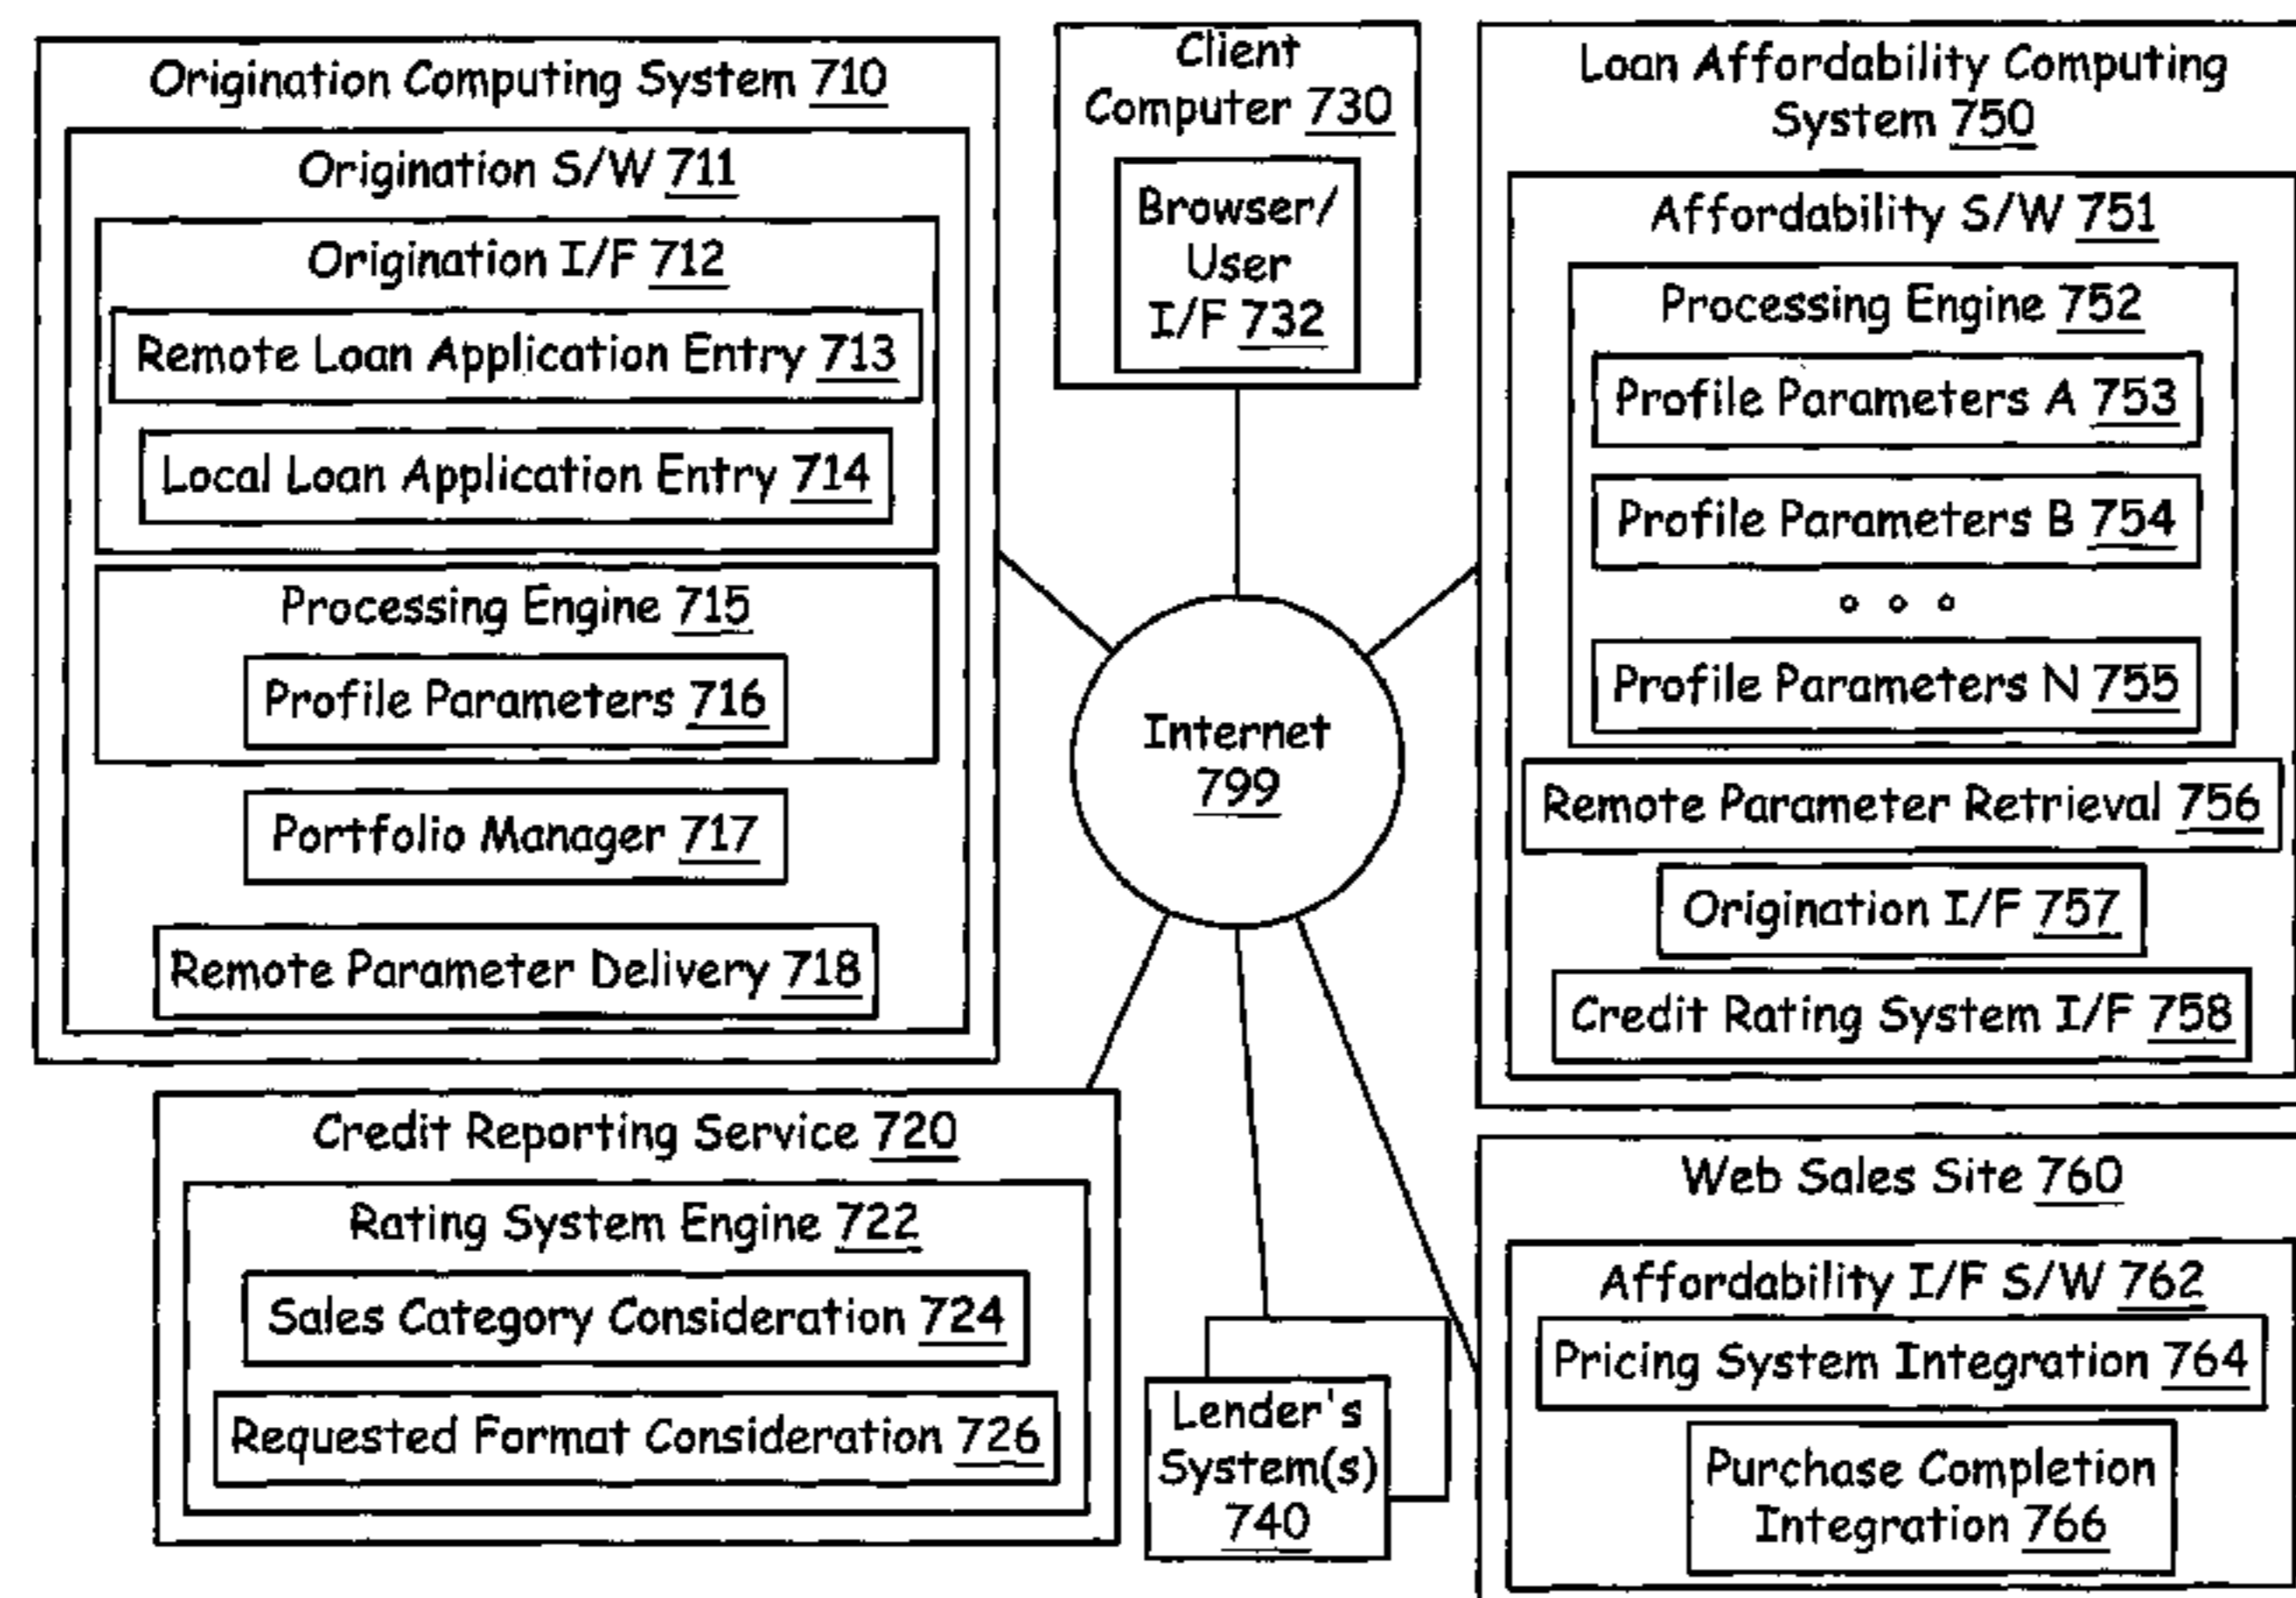 Origination Computing System 710
Origination S/W 711
Origination I/F 712
Remote Loan Application Entry 713
Local Loan Application Entry 714
Processing Engine 715
Profile Parameters 716
Portfolio Manager 717
Remote Parameter Delivery 718
Client
Computer 730
Browser/
User
I/F 732
Loan Affordability Computing
System 750
Affordability S/W 751
Processing Engine 752
Profile Parameters A 753
Profile Parameters B 754
Profile Parameters N 755
Remote Parameter Retrieval 756
Origination I/F 757
Credit Rating System I/F 758
Internet
799
Credit Reporting Service 720
Rating System Engine 722
Sales Category Consideration 724
Requested Format Consideration 726
Lender's
System(s)
740
Web Sales Site 760
Affordability I/F S/W 762
Pricing System Integration 764
Purchase Completion
Integration 766